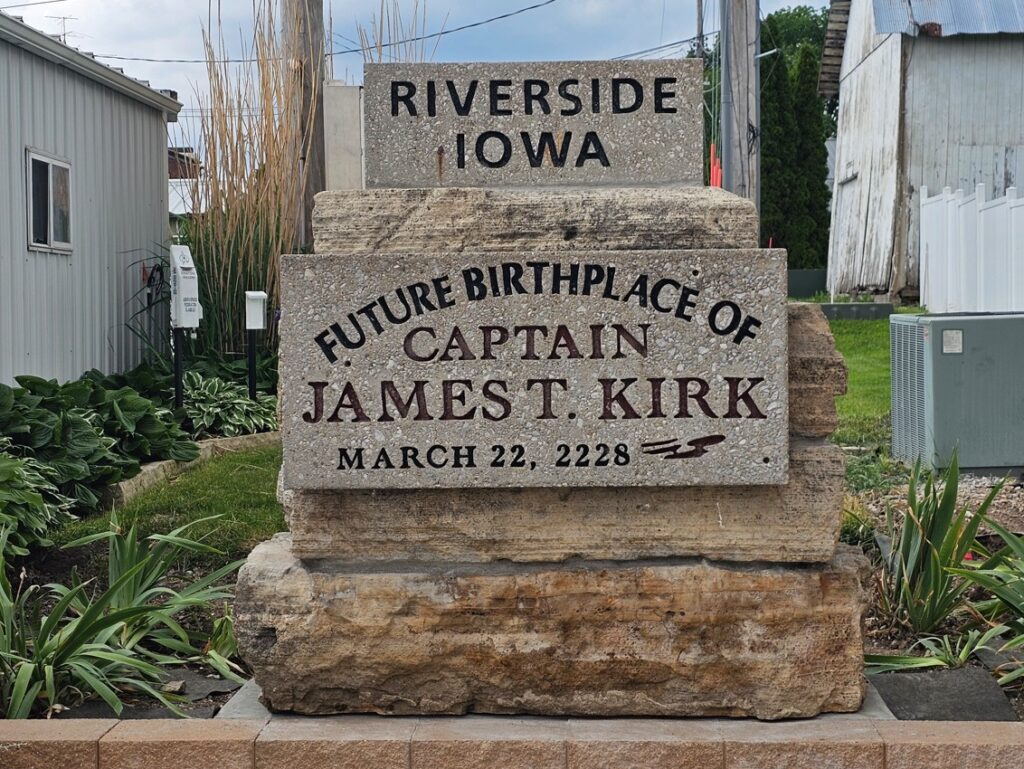 RIVERSIDE
IOWA
FUTURE BIRTHPLACE OF
CAPTAIN
JAMES T. KIRK
MARCH 22, 2228